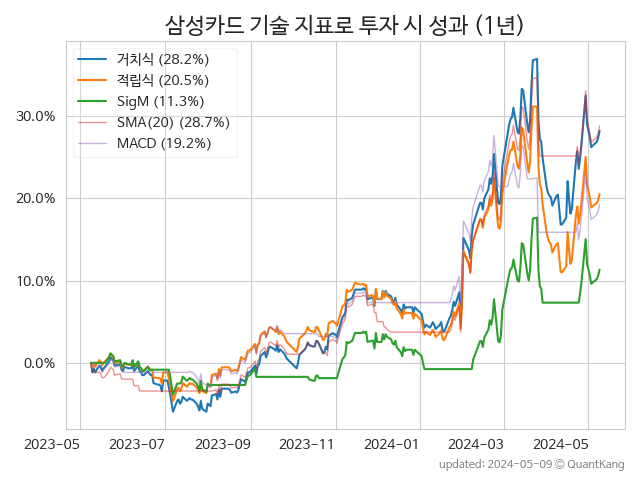 삼성카드 기술 지표로 투자 시 성과 (1년)
거치식 (28.2%)
적립식 (20.5%)
SigM (11.3%)
SMA(20) (28.7%)
MACD (19.2%)
30.0%
20.0%
10.0%
0.0%
2023-05 2023-07 2023-09 2023-11 2024-01 2024-03 2024-05
updated: 2024-05-09 © QuantKang